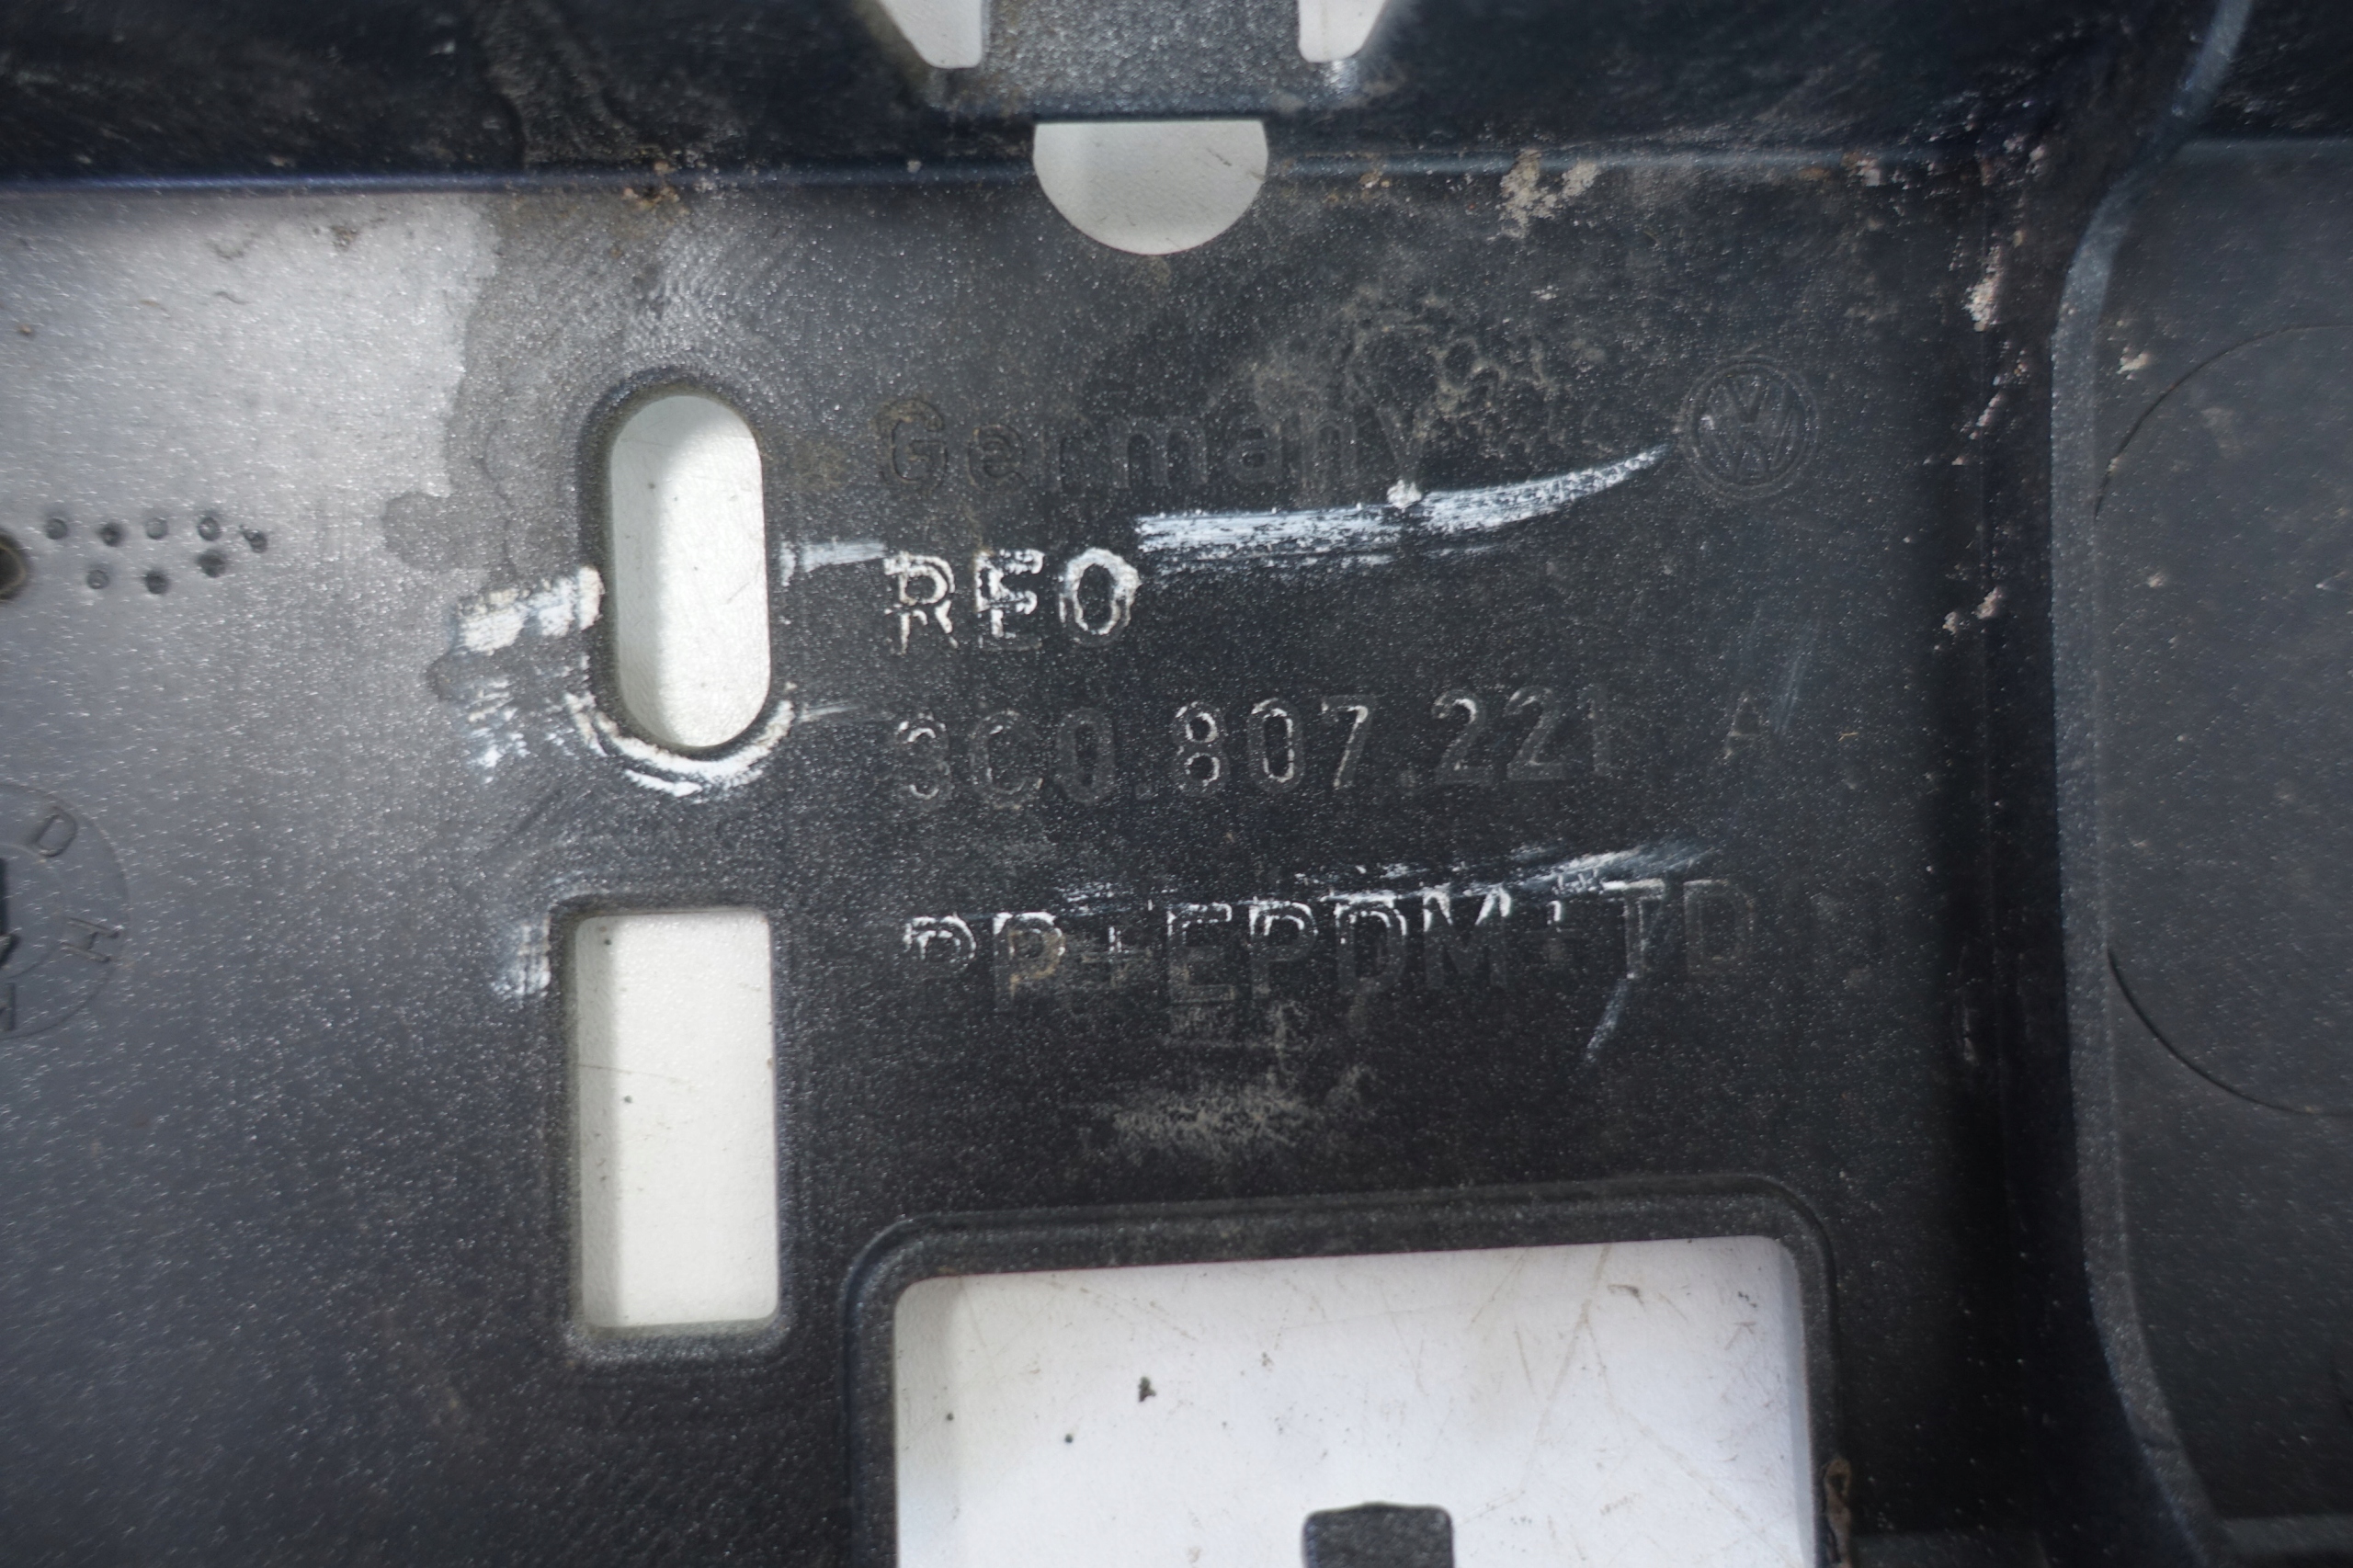 Germany
REO
3C0.807.221 A
PP+EPDM+TD
D
H